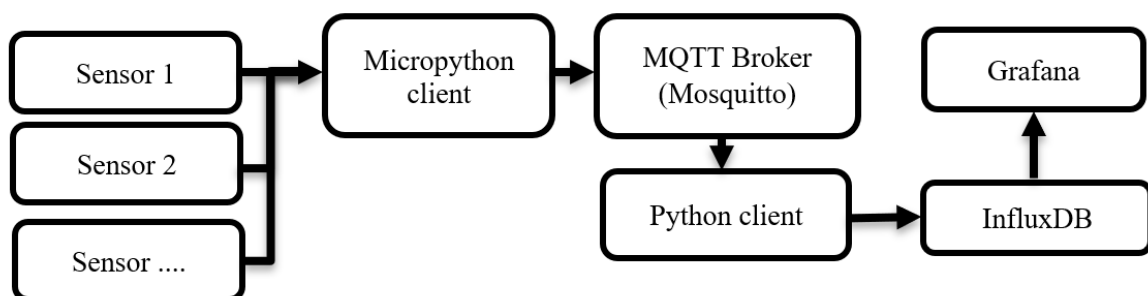 Sensor 1
Sensor 2
Sensor ....
Micropython
client
MQTT Broker
(Mosquitto)
Python client
InfluxDB
Grafana